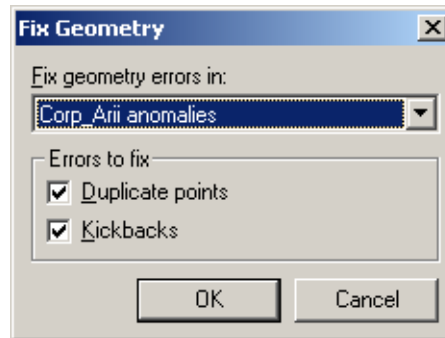 Fix Geometry
Fix geometry errors in:
Corp_Arii anomalies
Errors to fix
Duplicate points
Kickbacks
OK Cancel